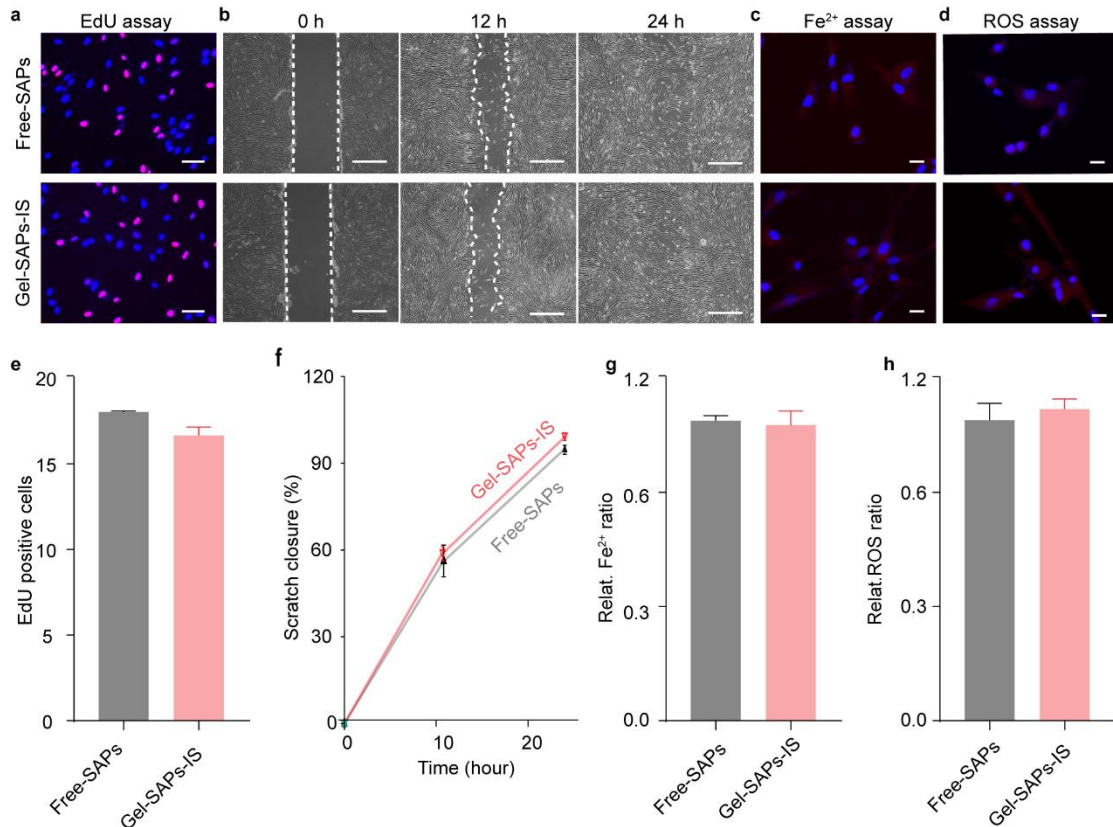 a
EdU assay
b
0 h
12 h
24 h
c
Fe²⁺ assay
d
ROS assay
Free-SAPs
Gel-SAPs-IS
e
20
15
10
5
0
EdU positive cells
Free-SAPs
Gel-SAPs-IS
f
120
90
60
30
0
Scratch closure (%)
Gel-SAPs-IS
Free-SAPs
0
10
20
Time (hour)
g
1.2
0.6
0.3
0.0
Relat. Fe²⁺ ratio
Free-SAPs
Gel-SAPs-IS
h
1.2
0.6
0.3
0.0
Relat.ROS ratio
Free-SAPs
Gel-SAPs-IS